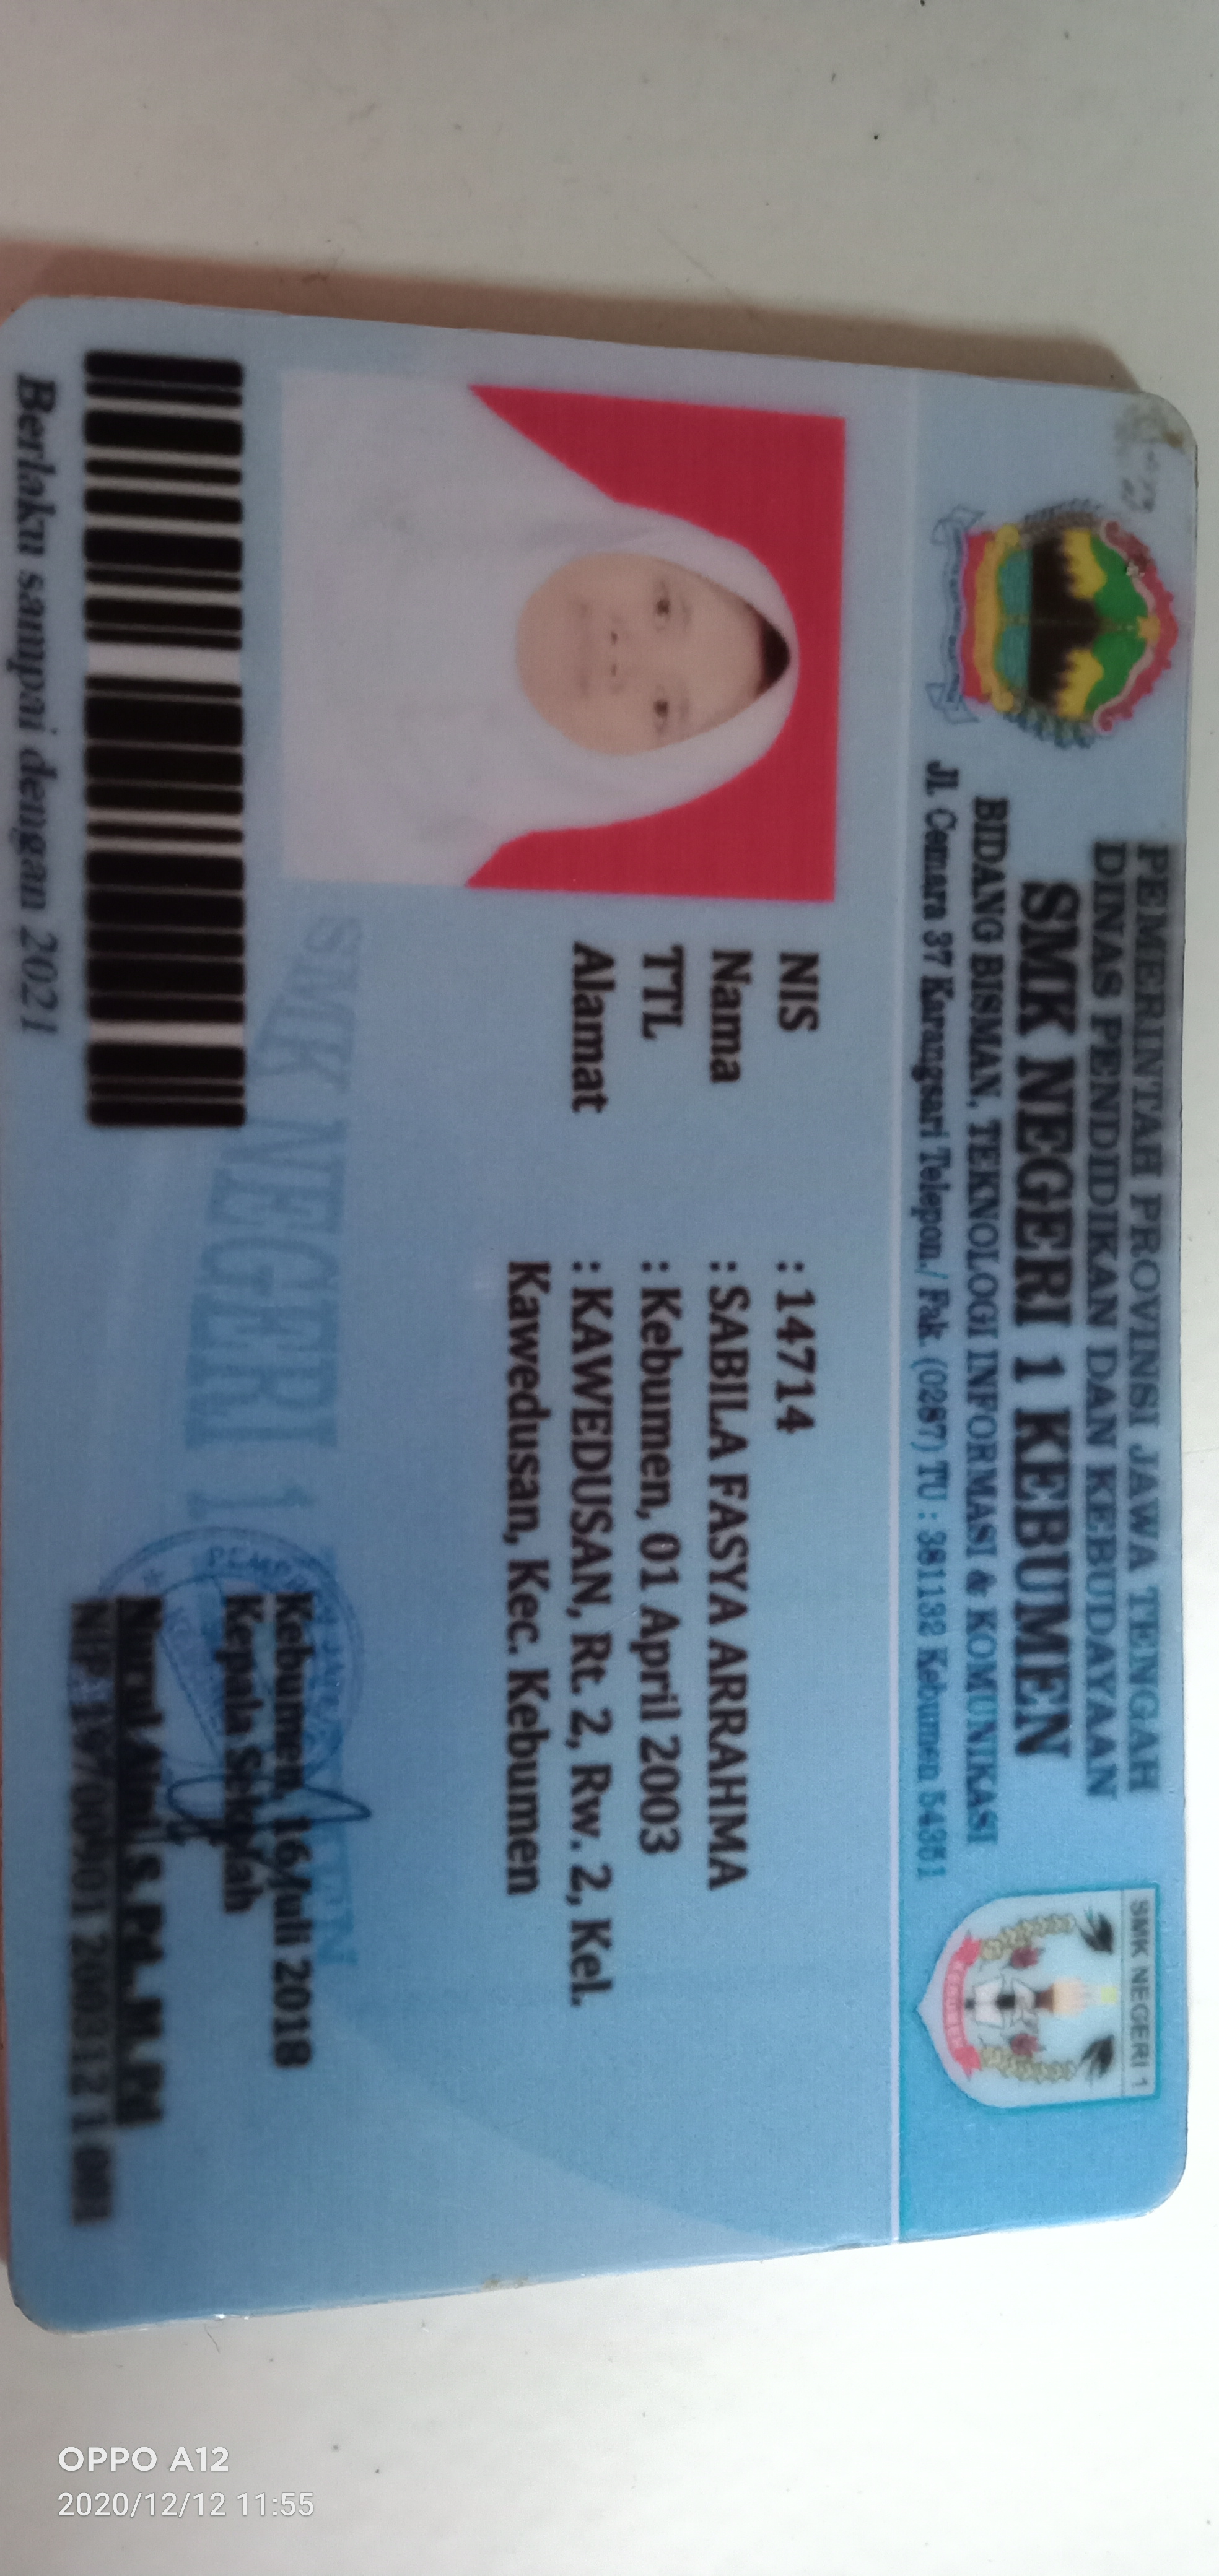 PEMERINTAH PROVINSI JAWA TENGAH
DINAS PENDIDIKAN DAN KEBUDAYAAN
SMK NEGERI 1 KEBUMEN
BIDANG BISMAN, TEKNOLOGI INFORMASI & KOMUNIKASI
Jl. Cemara 37 Karangsari Telepon./ Fak. (0287) TU : 381132 Kebumen 54351
SMK NEGERI 1
KEBUMEN
NIS : 14714
Nama : SABILA FASYA ARRAHMA
TTL : Kebumen, 01 April 2003
Alamat : KAWEDUSAN, Rt. 2, Rw. 2, Kel.
Kawedusan, Kec. Kebumen
SMK NEGERI 1
Kebumen, 16 Juli 2018
Kepala Sekolah
S.Pd., M.Pd
NIP
Berlaku sampai dengan 2021
OPPO A12
2020/12/12 11:55